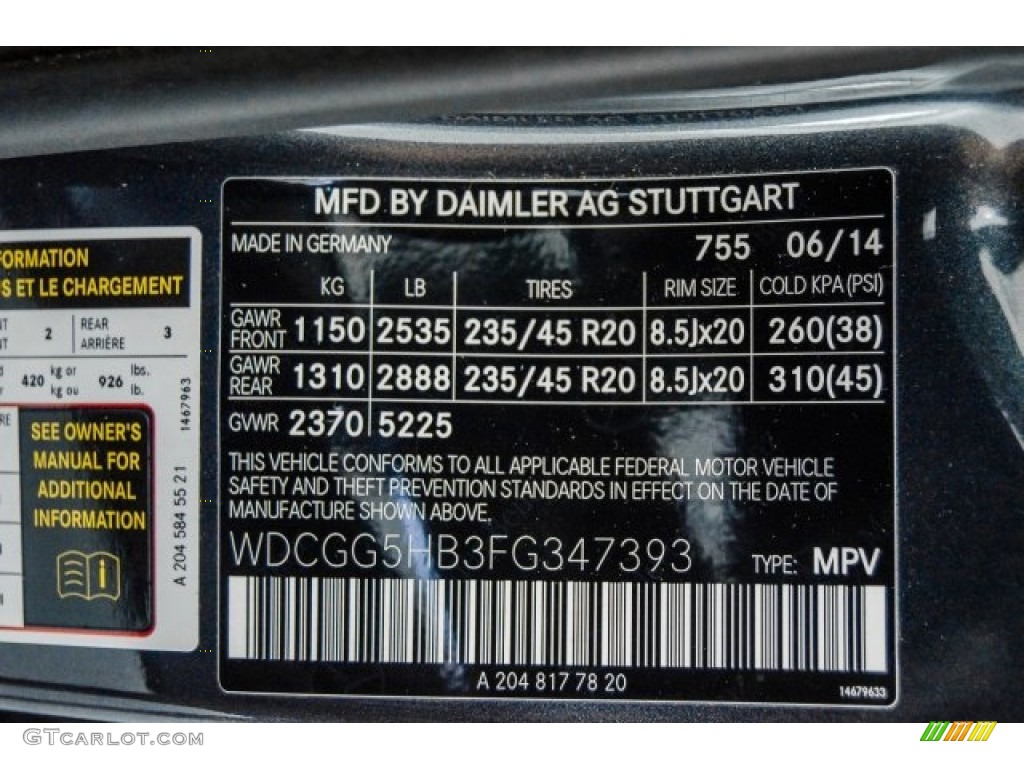 MFD BY DAIMLER AG STUTTGART
MADE IN GERMANY 755 06/14
KG LB TIRES RIM SIZE COLD KPA (PSI)
GAWR FRONT 1150 2535 235/45 R20 8.5Jx20 260(38)
GAWR REAR 1310 2888 235/45 R20 8.5Jx20 310(45)
GVWR 2370 5225
THIS VEHICLE CONFORMS TO ALL APPLICABLE FEDERAL MOTOR VEHICLE
SAFETY AND THEFT PREVENTION STANDARDS IN EFFECT ON THE DATE OF
MANUFACTURE SHOWN ABOVE.
WDCGG5HB3FG347393 TYPE: MPV
A 204 817 78 20
14679633
ET LE CHARGEMENT
2 REAR 3
ARRIÈRE
420 kg or 926 lbs.
kg ou lb.
SEE OWNER'S
MANUAL FOR
ADDITIONAL
INFORMATION
1467963
A 204 584 55 21
GTcarlot.com